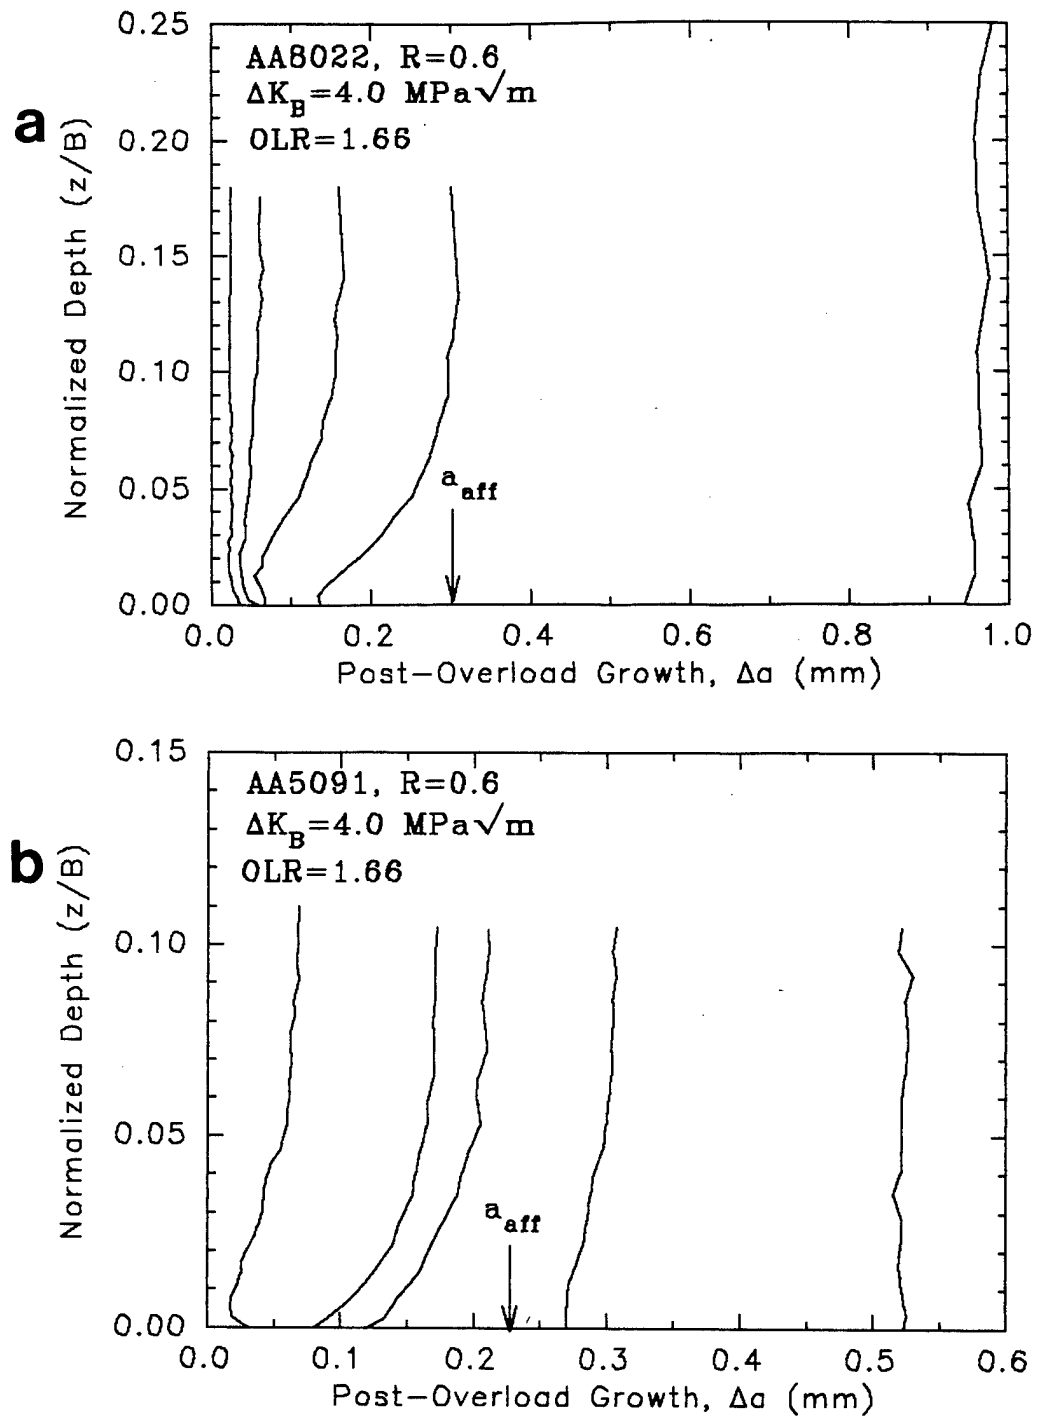 a
AA8022, R=0.6
ΔK_B=4.0 MPa√m
OLR=1.66
Normalized Depth (z/B)
0.25
0.20
0.15
0.10
0.05
0.00
a_aff
0.0 0.2 0.4 0.6 0.8 1.0
Post-Overload Growth, Δa (mm)
b
AA5091, R=0.6
ΔK_B=4.0 MPa√m
OLR=1.66
Normalized Depth (z/B)
0.15
0.10
0.05
0.00
a_aff
0.0 0.1 0.2 0.3 0.4 0.5 0.6
Post-Overload Growth, Δa (mm)